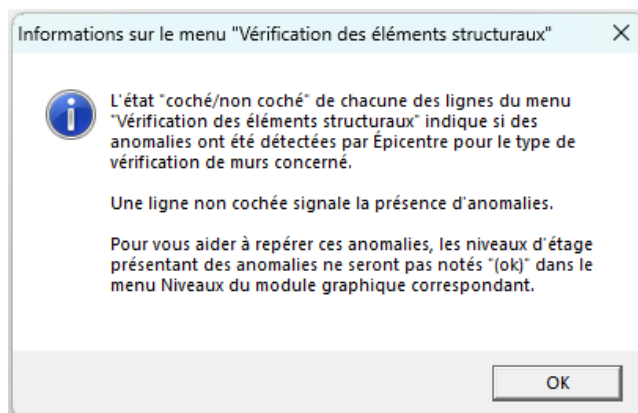 Informations sur le menu "Vérification des éléments structuraux"
L'état "coché/non coché" de chacune des lignes du menu
"Vérification des éléments structuraux" indique si des
anomalies ont été détectées par Épicentre pour le type de
vérification de murs concerné.
Une ligne non cochée signale la présence d'anomalies.
Pour vous aider à repérer ces anomalies, les niveaux d'étage
présentant des anomalies ne seront pas notés "(ok)" dans le
menu Niveaux du module graphique correspondant.
OK